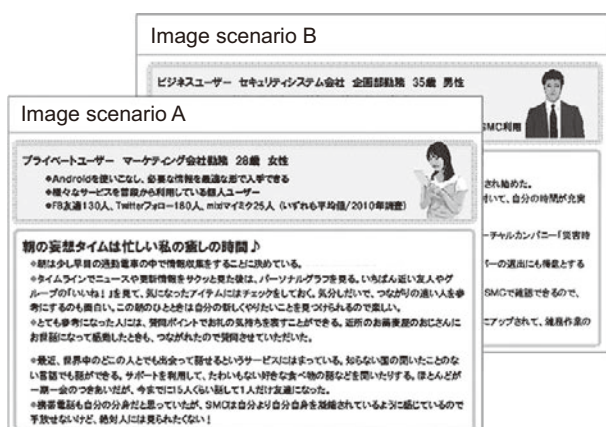 Image scenario B
ビジネスユーザー セキュリティシステム会社 企画部勤務 35歳 男性
SMC利用
Image scenario A
プライベートユーザー マーケティング会社勤務 28歳 女性
※Androidを使いこなし、必要な情報を最適な形で入手できる
※様々なサービスを普段から利用している個人ユーザー
※FB友達130人、Twitterフォロー180人、mixiマイミク25人（いずれも平均値/2010年調査）
朝の妄想タイムは忙しい私の癒しの時間♪
※朝は少し早目の通勤電車の中で情報収集をすることに決めている。
※タイムラインでニュースや更新情報をサクッと見た後は、パーソナルグラフを見る。いちばん近い友人やグ
ループの「いいね！」を見て、気になったアイテムにはチェックをしておく。気分しだいで、つながりの遠い人を参
考にするのも面白い。この朝のひとときは自分の新しくやりたいことを見つけられるので楽しい。
※とても参考になった人には、賛同ポイントでお礼の気持ちを表すことができる。近所のお蕎麦屋のおじさんに
お世話になって感動したときも、つながれたので賛同させていただいた。
※最近、世界中のどこの人とでも出会って話せるというサービスにはまっている。知らない国の聞いたことのな
い言語でも話ができる。サポートを利用して、たわいもない好きな食べ物の話などを聞いたりする。ほとんどが
一期一会のつきあいだが、今までに15人くらい話して1人だけ友達になった。
※携帯電話も自分の分身だと思っていたが、SMCは自分より自分自身を凝縮されているように感じているので
手放せないけど、絶対人には見られたくない！
され始めた。
いて、自分の時間が充実
ーチャルカンパニー「災害時
バーの選出にも得意とする
SMCで確認できるので、
にアップされて、雑務作業の